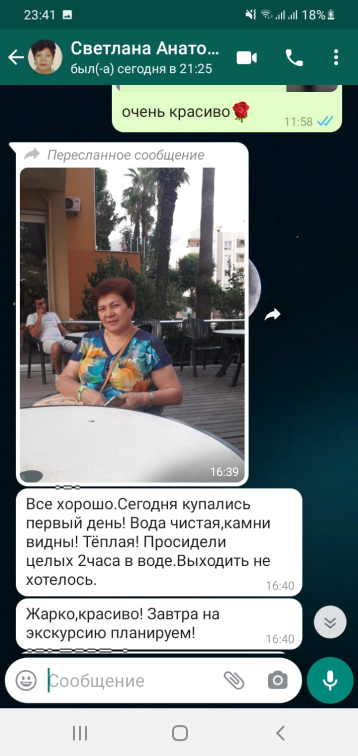 23:41
18%
Светлана Анато...
был(-а) сегодня в 21:25
очень красиво🌹
11:58
Пересланное сообщение
16:39
Все хорошо.Сегодня купались
первый день! Вода чистая,камни
видны! Тёплая! Просидели
целых 2часа в воде.Выходить не
хотелось.
16:40
Жарко,красиво! Завтра на
экскурсию планируем!
16:40
Сообщение